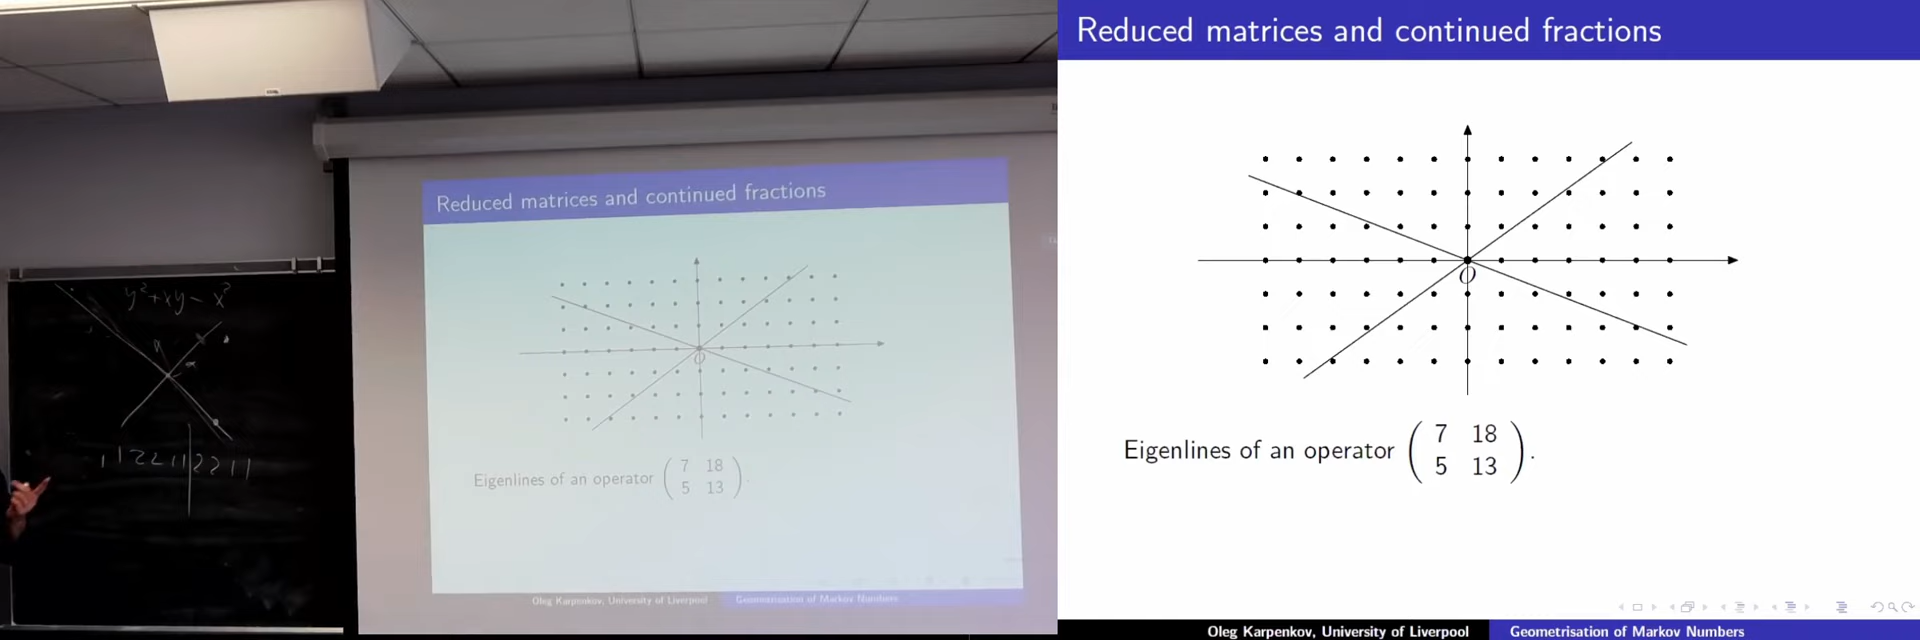 y²+xy-x²
1 1 2 2 1 1 2 2 1 1
Reduced matrices and continued fractions
O
Eigenlines of an operator ( 7 18
5 13 ).
Oleg Karpenkov, University of Liverpool Geometrisation of Markov Numbers
Reduced matrices and continued fractions
O
Eigenlines of an operator ( 7 18
5 13 ).
Oleg Karpenkov, University of Liverpool Geometrisation of Markov Numbers